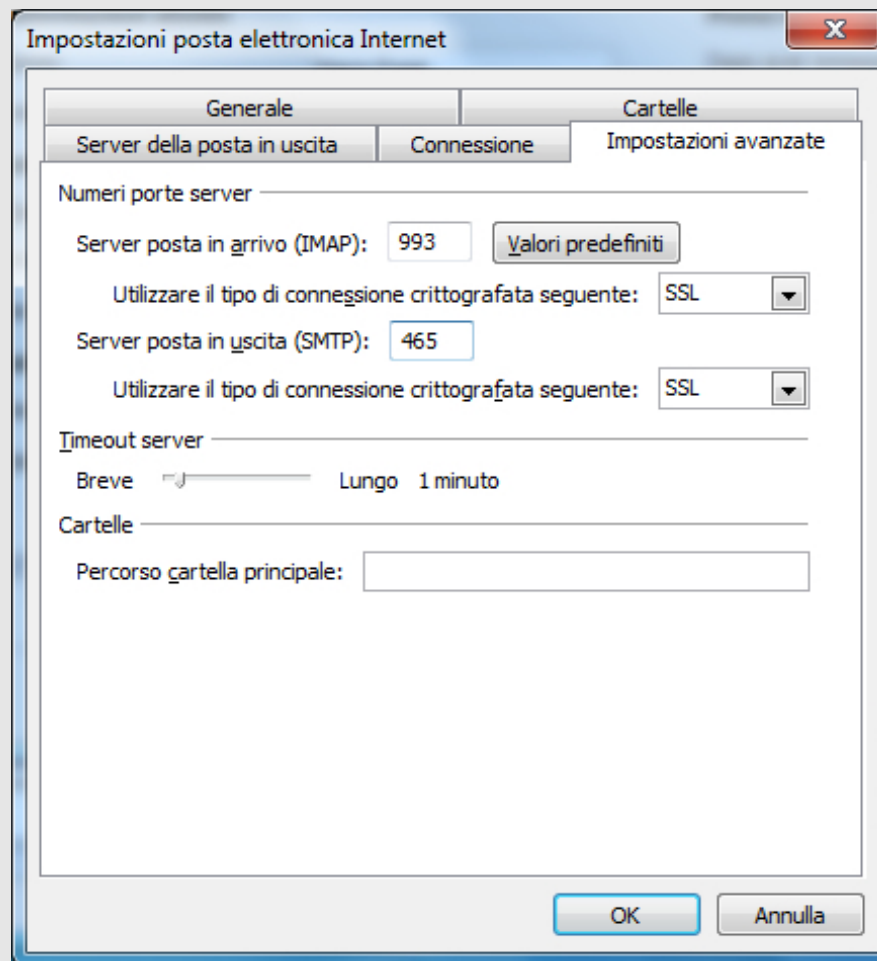 Impostazioni posta elettronica Internet
Generale
Cartelle
Server della posta in uscita
Connessione
Impostazioni avanzate
Numeri porte server
Server posta in arrivo (IMAP): 993 Valori predefiniti
Utilizzare il tipo di connessione crittografata seguente: SSL
Server posta in uscita (SMTP): 465
Utilizzare il tipo di connessione crittografata seguente: SSL
Timeout server
Breve Lungo 1 minuto
Cartelle
Percorso cartella principale:
OK Annulla